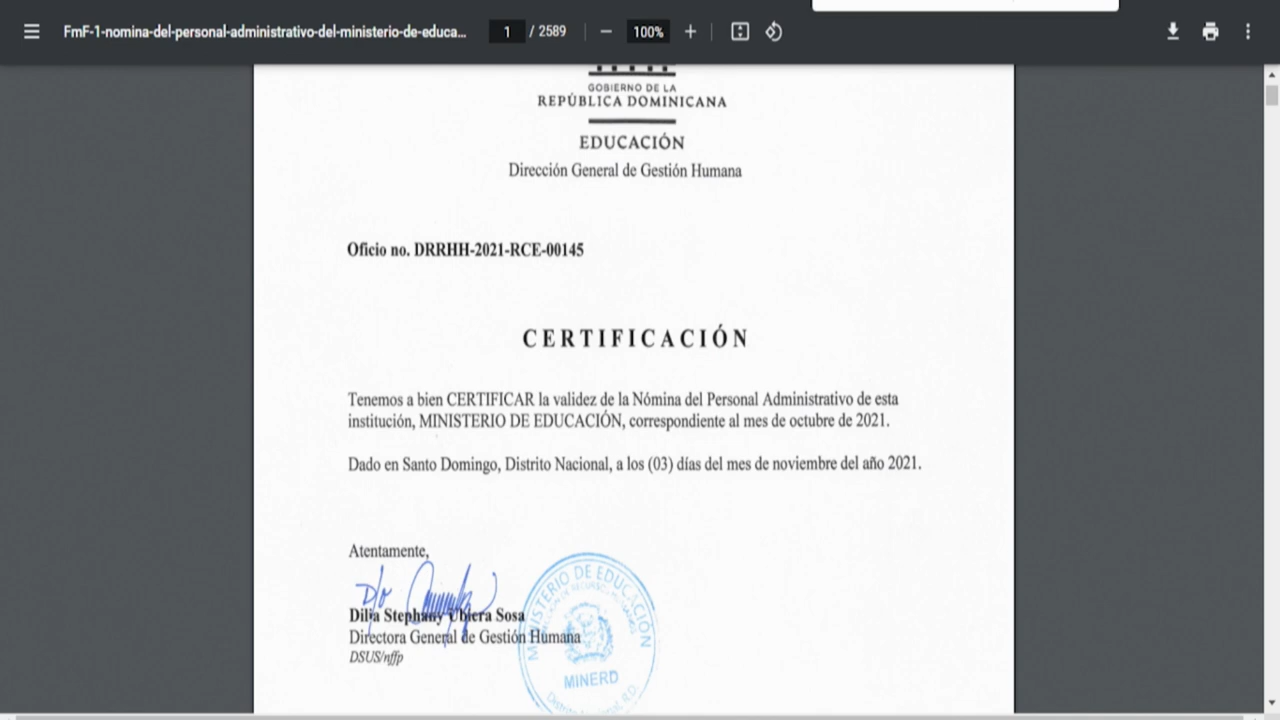 FmF-1-nomina-del-personal-administrativo-del-ministerio-de-educa...
1 / 2589
100%
GOBIERNO DE LA
REPÚBLICA DOMINICANA
EDUCACIÓN
Dirección General de Gestión Humana
Oficio no. DRRHH-2021-RCE-00145
CERTIFICACIÓN
Tenemos a bien CERTIFICAR la validez de la Nómina del Personal Administrativo de esta
institución, MINISTERIO DE EDUCACIÓN, correspondiente al mes de octubre de 2021.
Dado en Santo Domingo, Distrito Nacional, a los (03) días del mes de noviembre del año 2021.
Atentamente,
Dilia Stephany Ubiera Sosa
Directora General de Gestión Humana
DSUS/nffp
MINISTERIO DE EDUCACIÓN
MINERD